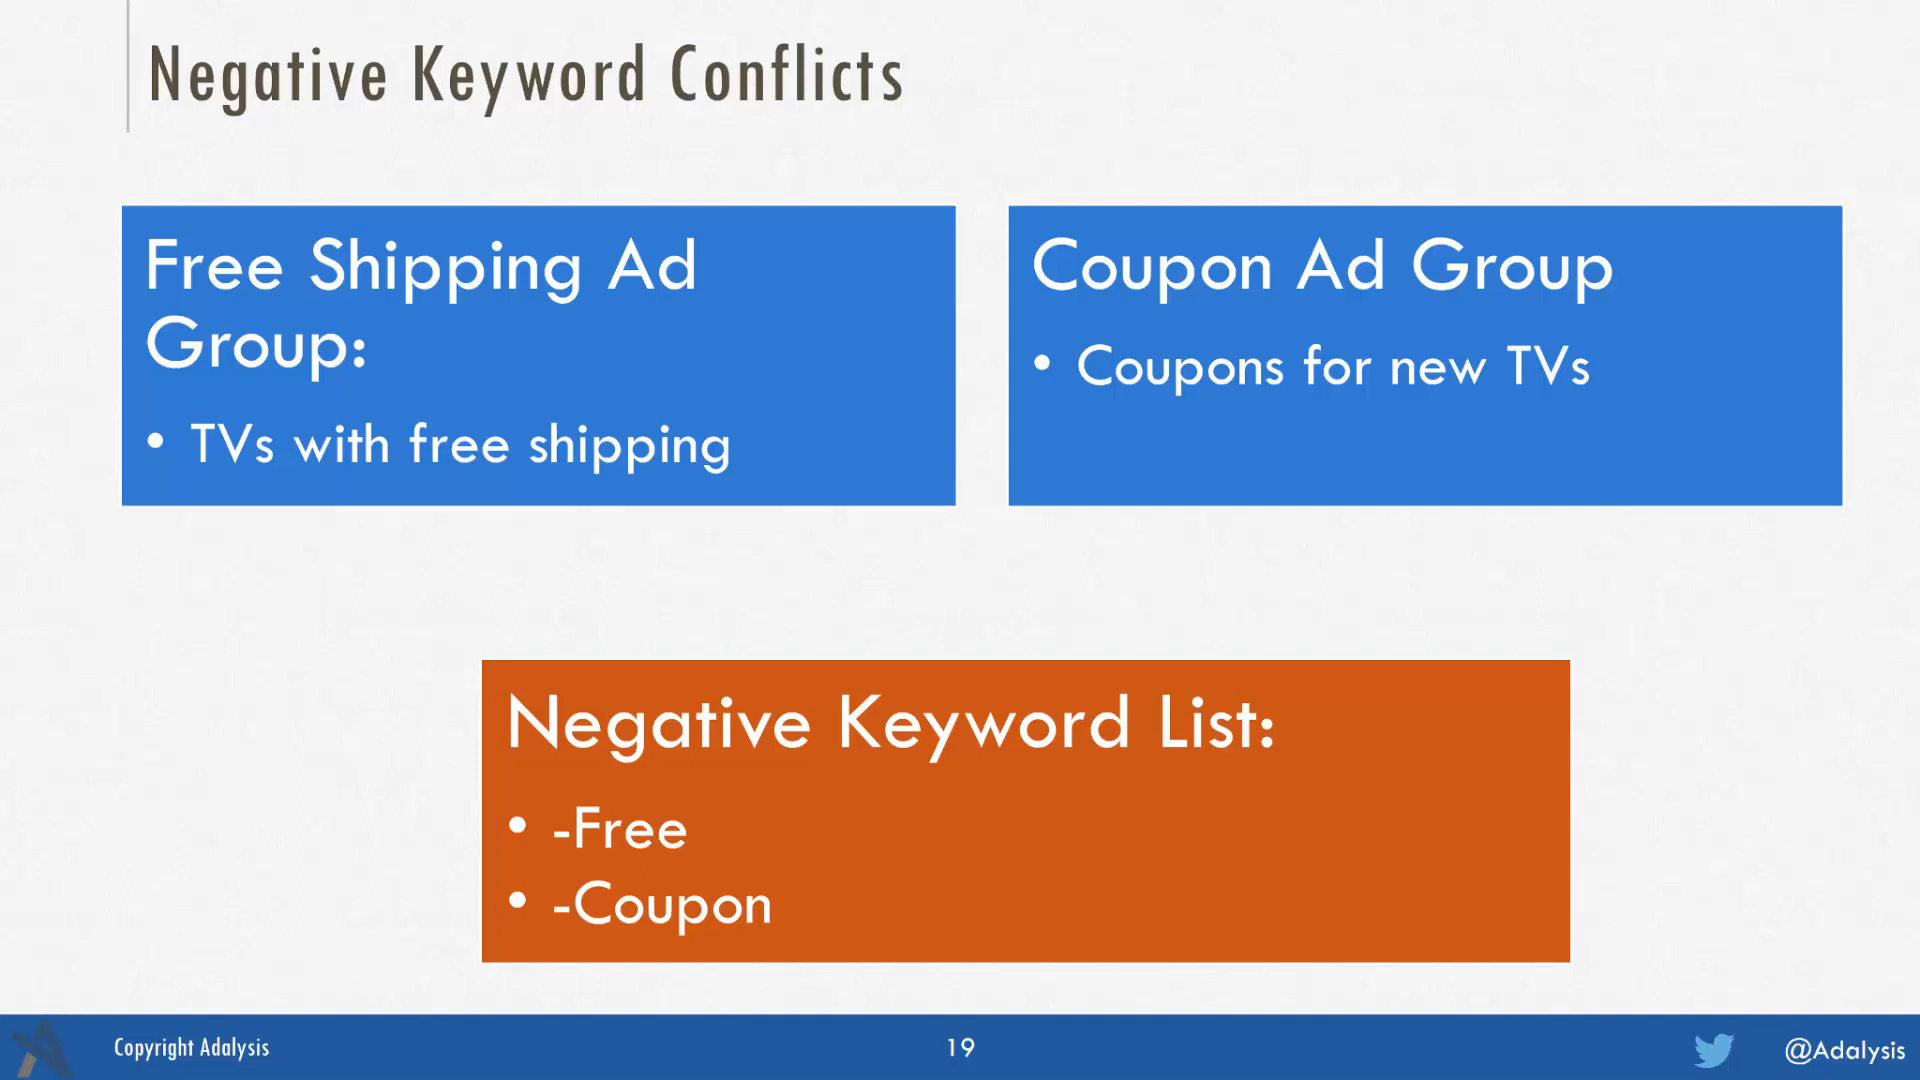 Negative Keyword Conflicts
Free Shipping Ad
Group:
• TVs with free shipping
Coupon Ad Group
• Coupons for new TVs
Negative Keyword List:
• -Free
• -Coupon
Copyright Adalysis
19
@Adalysis